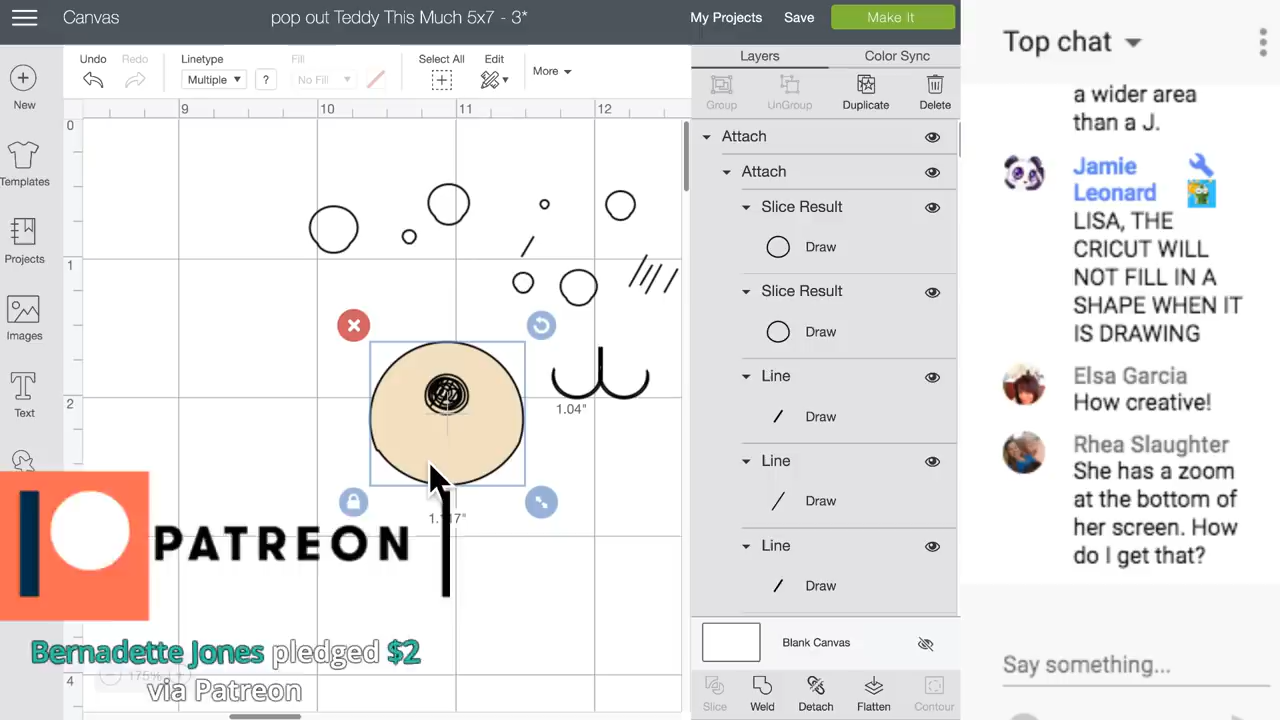 Canvas
pop out Teddy This Much 5x7 - 3*
My Projects
Save
Make It
Undo
Redo
Linetype
Multiple
?
Fill
No Fill
Select All
Edit
More
Layers
Color Sync
Group
UnGroup
Duplicate
Delete
New
Templates
Projects
Images
Text
9
10
11
12
0
1
2
4
1.04"
Attach
Attach
Slice Result
Draw
Slice Result
Draw
Line
Draw
Line
Draw
Line
Draw
Blank Canvas
Slice
Weld
Detach
Flatten
Contour
PATREON
Bernadette Jones pledged $2
via Patreon
175%
Top chat
a wider area
than a J.
Jamie
Leonard
LISA, THE
CRICUT WILL
NOT FILL IN A
SHAPE WHEN IT
IS DRAWING
Elsa Garcia
How creative!
Rhea Slaughter
She has a zoom
at the bottom of
her screen. How
do I get that?
Say something...